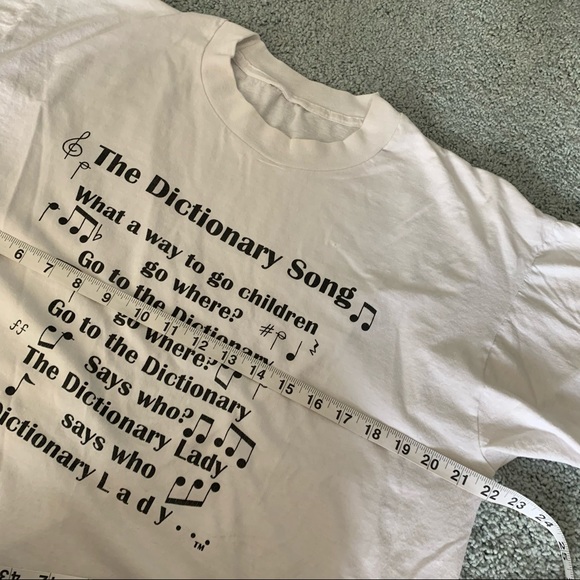 The Dictionary Song
What a way to go children
go where?
Go to the Dictionary
go where?
ff Go to the Dictionary
Says who?
The Dictionary Lady
says who
Dictionary Lady...
TM
6 7 8 9 10 11 12 13 14 15 16 17 18 19 20 21 22 23 24 25